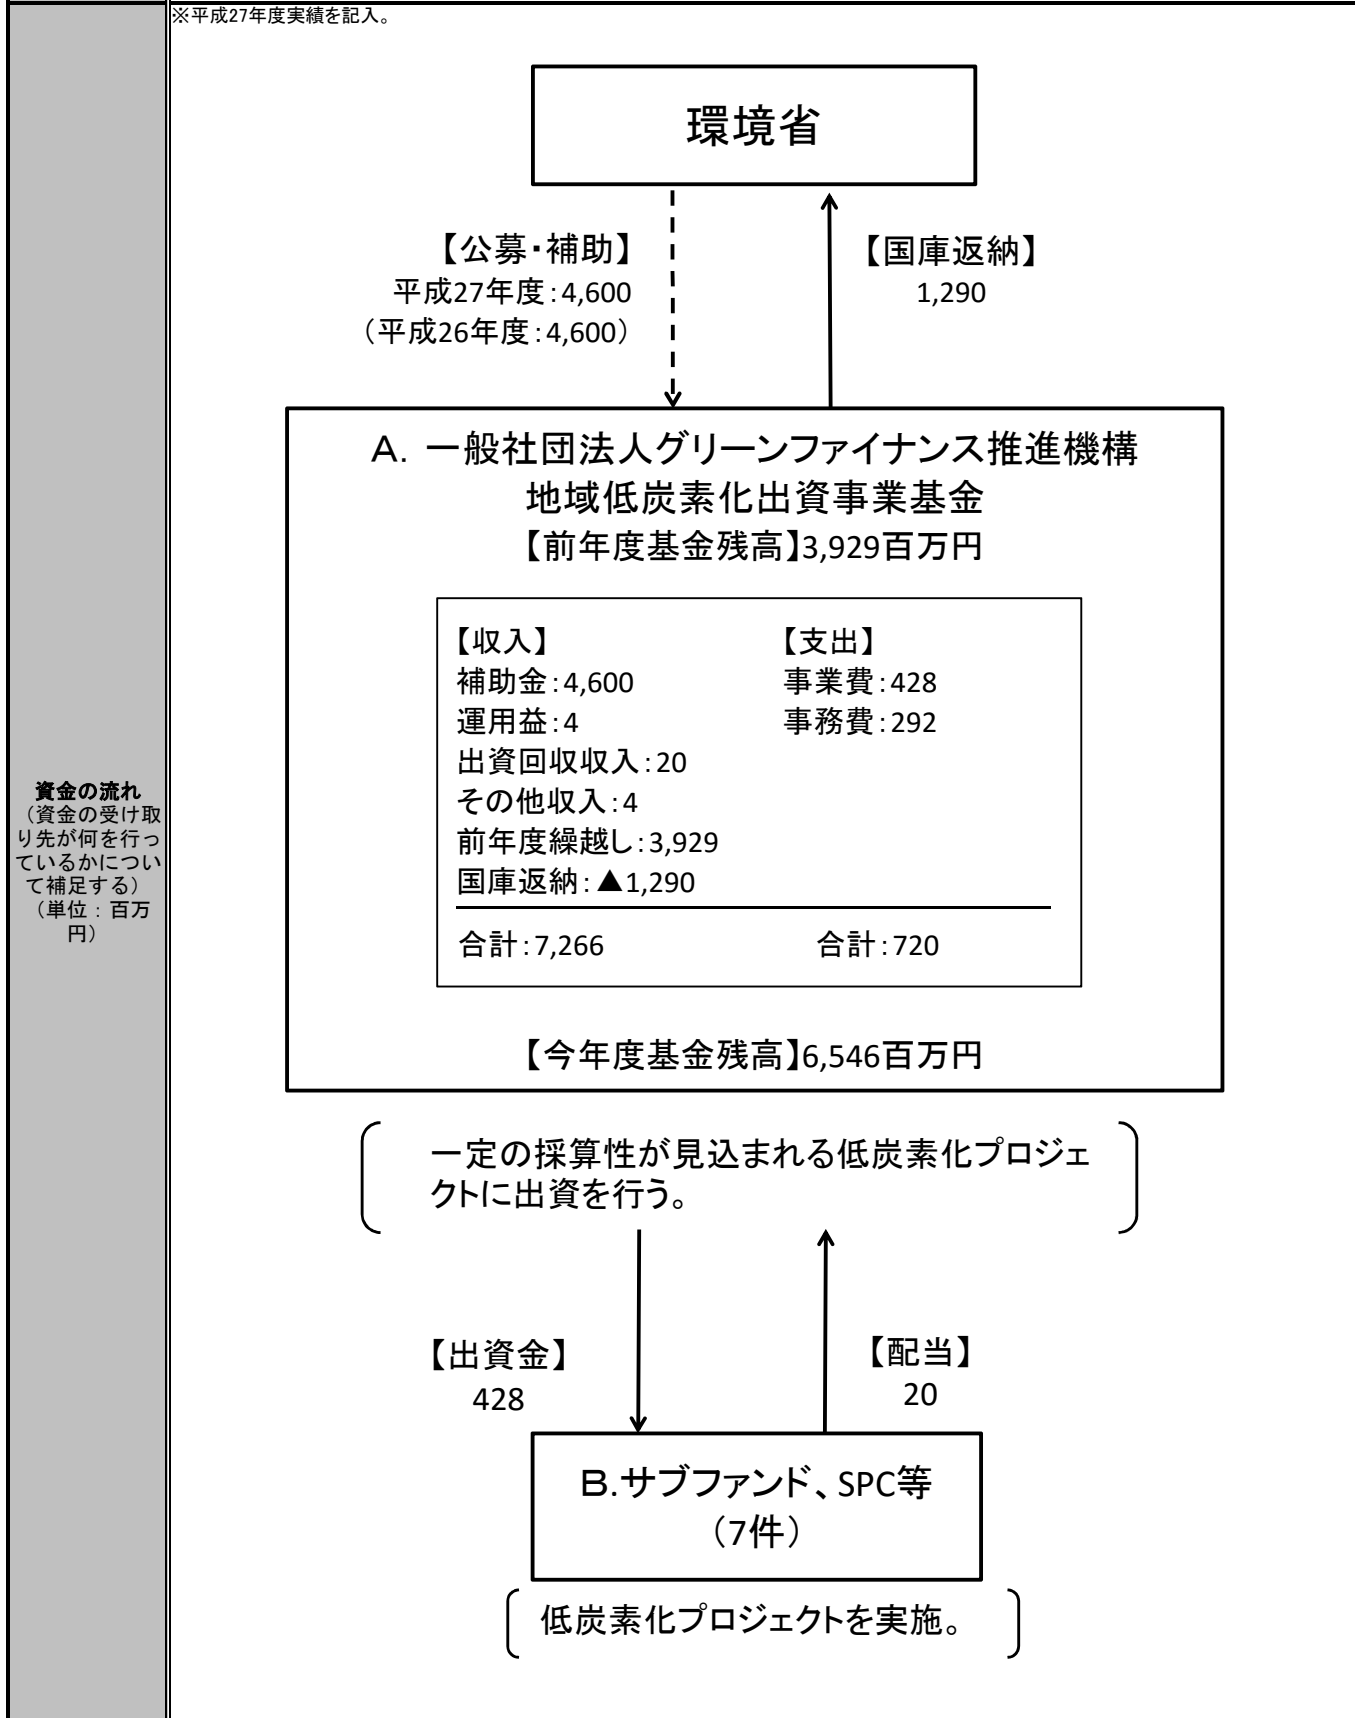 ※平成27年度実績を記入。
環境省
【公募・補助】
平成27年度：4,600
（平成26年度：4,600）
【国庫返納】
1,290
Ａ．一般社団法人グリーンファイナンス推進機構
地域低炭素化出資事業基金
【前年度基金残高】3,929百万円
【収入】
補助金：4,600
運用益：4
出資回収収入：20
その他収入：4
前年度繰越し：3,929
国庫返納：▲1,290
合計：7,266
【支出】
事業費：428
事務費：292
合計：720
【今年度基金残高】6,546百万円
資金の流れ
（資金の受け取
り先が何を行っ
ているかについ
て補足する）
（単位：百万
円）
一定の採算性が見込まれる低炭素化プロジェ
クトに出資を行う。
【出資金】
428
【配当】
20
Ｂ.サブファンド、SPC等
（7件）
低炭素化プロジェクトを実施。